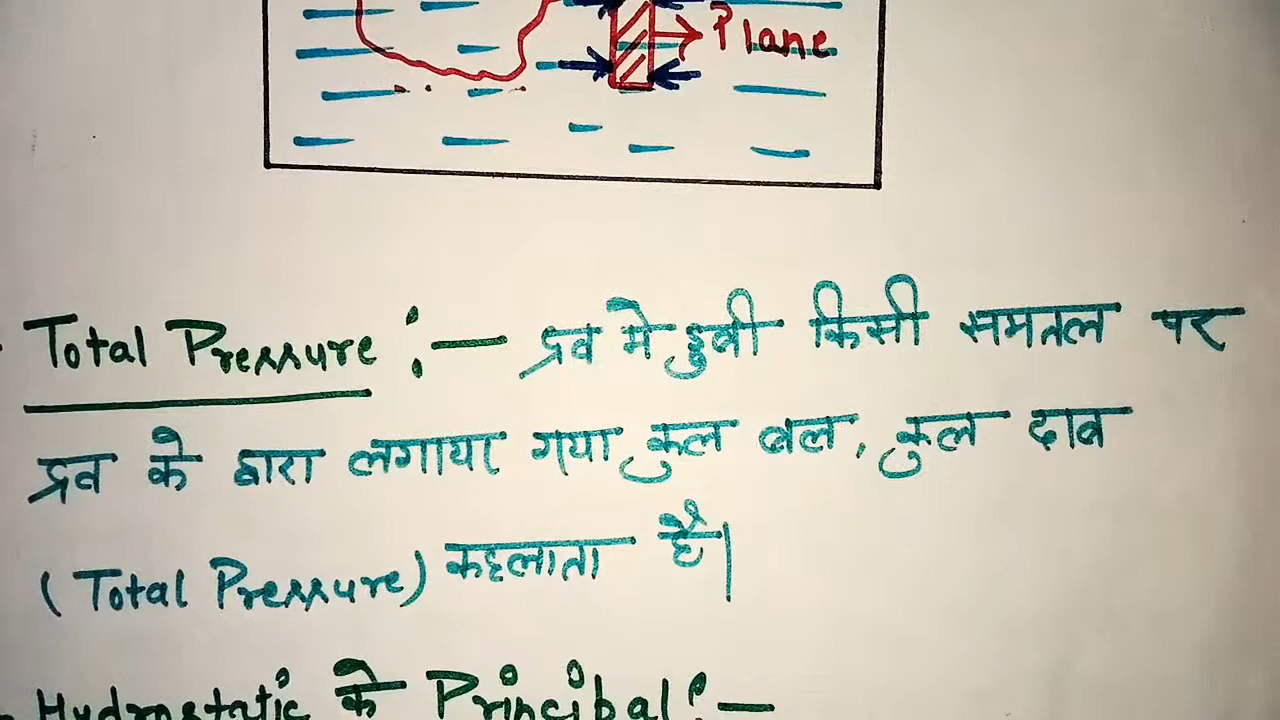 Plane
Total Pressure :— द्रव मे डुबी किसी समतल पर
द्रव के द्वारा लगाया गया कुल बल, कुल दाब
(Total Pressure) कहलाता है|
Hydrostatic के Principal :—